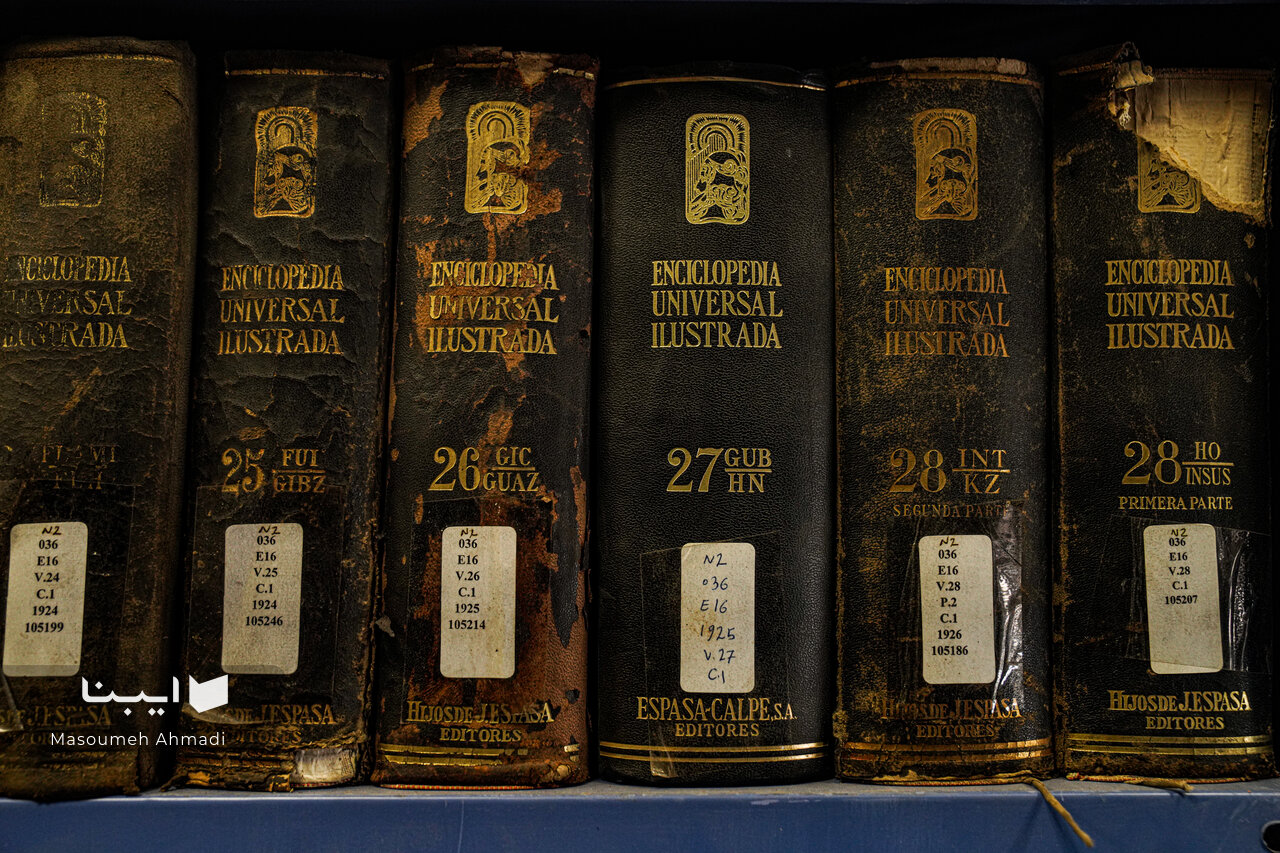 ENCICLOPEDIA
UNIVERSAL
ILUSTRADA
N2
036
E16
V.24
C.1
1924
105199
ENCICLOPEDIA
UNIVERSAL
ILUSTRADA
25 FUI
GIBZ
N2
036
E16
V.25
C.1
1924
105246
DE J. ESPASA
EDITORES
ENCICLOPEDIA
UNIVERSAL
ILUSTRADA
26 GIC
GUAZ
036
E16
V.26
C.1
1925
105214
HIJOS DE J. ESPASA
EDITORES
ENCICLOPEDIA
UNIVERSAL
ILUSTRADA
27 GUB
HN
N2
036
E16
1925
V.27
C.1
ESPASA-CALPE, S.A.
EDITORES
ENCICLOPEDIA
UNIVERSAL
ILUSTRADA
28 INT
KZ
SEGUNDA PARTE
N2
036
E16
V.28
P.2
C.1
1926
105186
HIJOS DE J. ESPASA
EDITORES
ENCICLOPEDIA
UNIVERSAL
ILUSTRADA
28 HO
INSUS
PRIMERA PARTE
N2
036
E16
V.28
C.1
105207
HIJOS DE J. ESPASA
EDITORES
ایبنا
Masoumeh Ahmadi